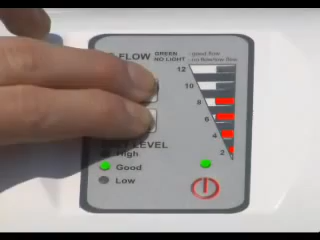 FLOW GREEN - good flow
NO LIGHT - no flow/low flow
12
10
8
6
4
2
LEVEL
High
Good
Low